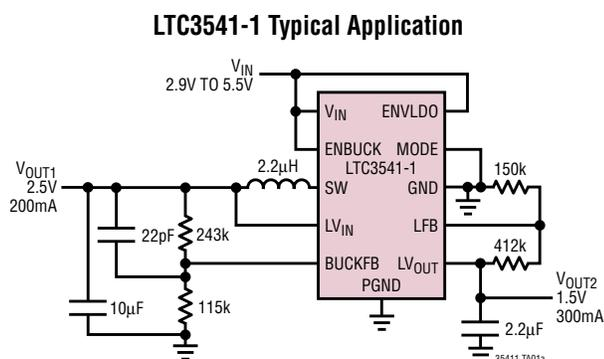 LTC3541-1 Typical Application
VIN
2.9V TO 5.5V
VIN
ENVLDO
ENBUCK
MODE
LTC3541-1
VOUT1
2.5V
200mA
2.2µH
SW
GND
150k
22pF
243k
LVIN
LFB
412k
BUCKFB
LVOUT
PGND
VOUT2
1.5V
300mA
10µF
115k
2.2µF
35411 TA01a